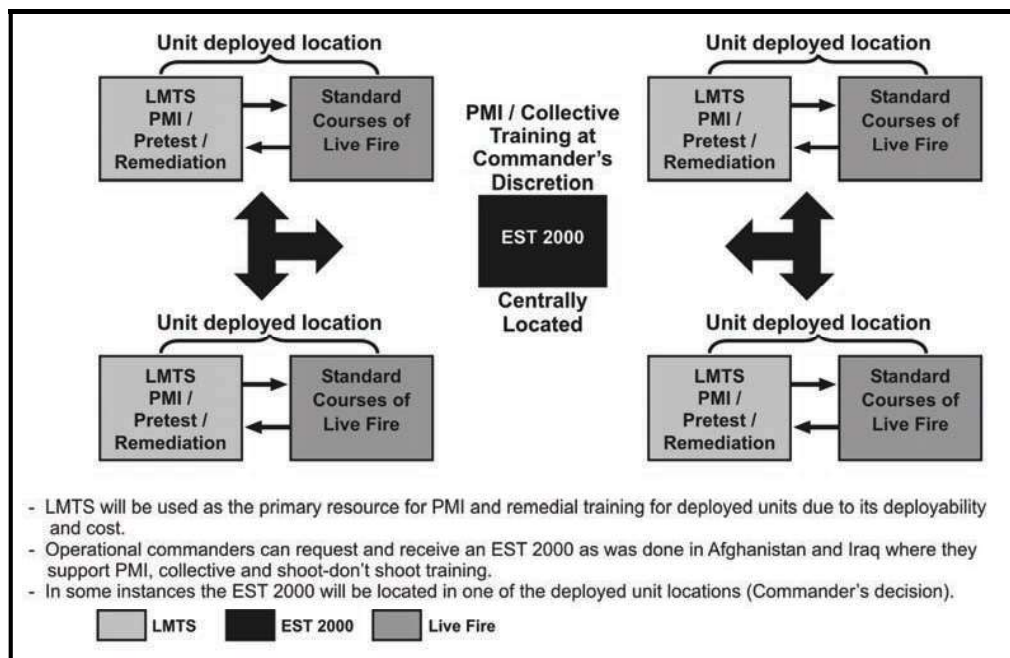 Unit deployed location
LMTS
PMI /
Pretest /
Remediation
Standard
Courses of
Live Fire
PMI / Collective
Training at
Commander's
Discretion
EST 2000
Centrally
Located
Unit deployed location
LMTS
PMI /
Pretest /
Remediation
Standard
Courses of
Live Fire
Unit deployed location
LMTS
PMI /
Pretest /
Remediation
Standard
Courses of
Live Fire
Unit deployed location
LMTS
PMI /
Pretest /
Remediation
Standard
Courses of
Live Fire
- LMTS will be used as the primary resource for PMI and remedial training for deployed units due to its deployability
and cost.
- Operational commanders can request and receive an EST 2000 as was done in Afghanistan and Iraq where they
support PMI, collective and shoot-don't shoot training.
- In some instances the EST 2000 will be located in one of the deployed unit locations (Commander's decision).
LMTS EST 2000 Live Fire